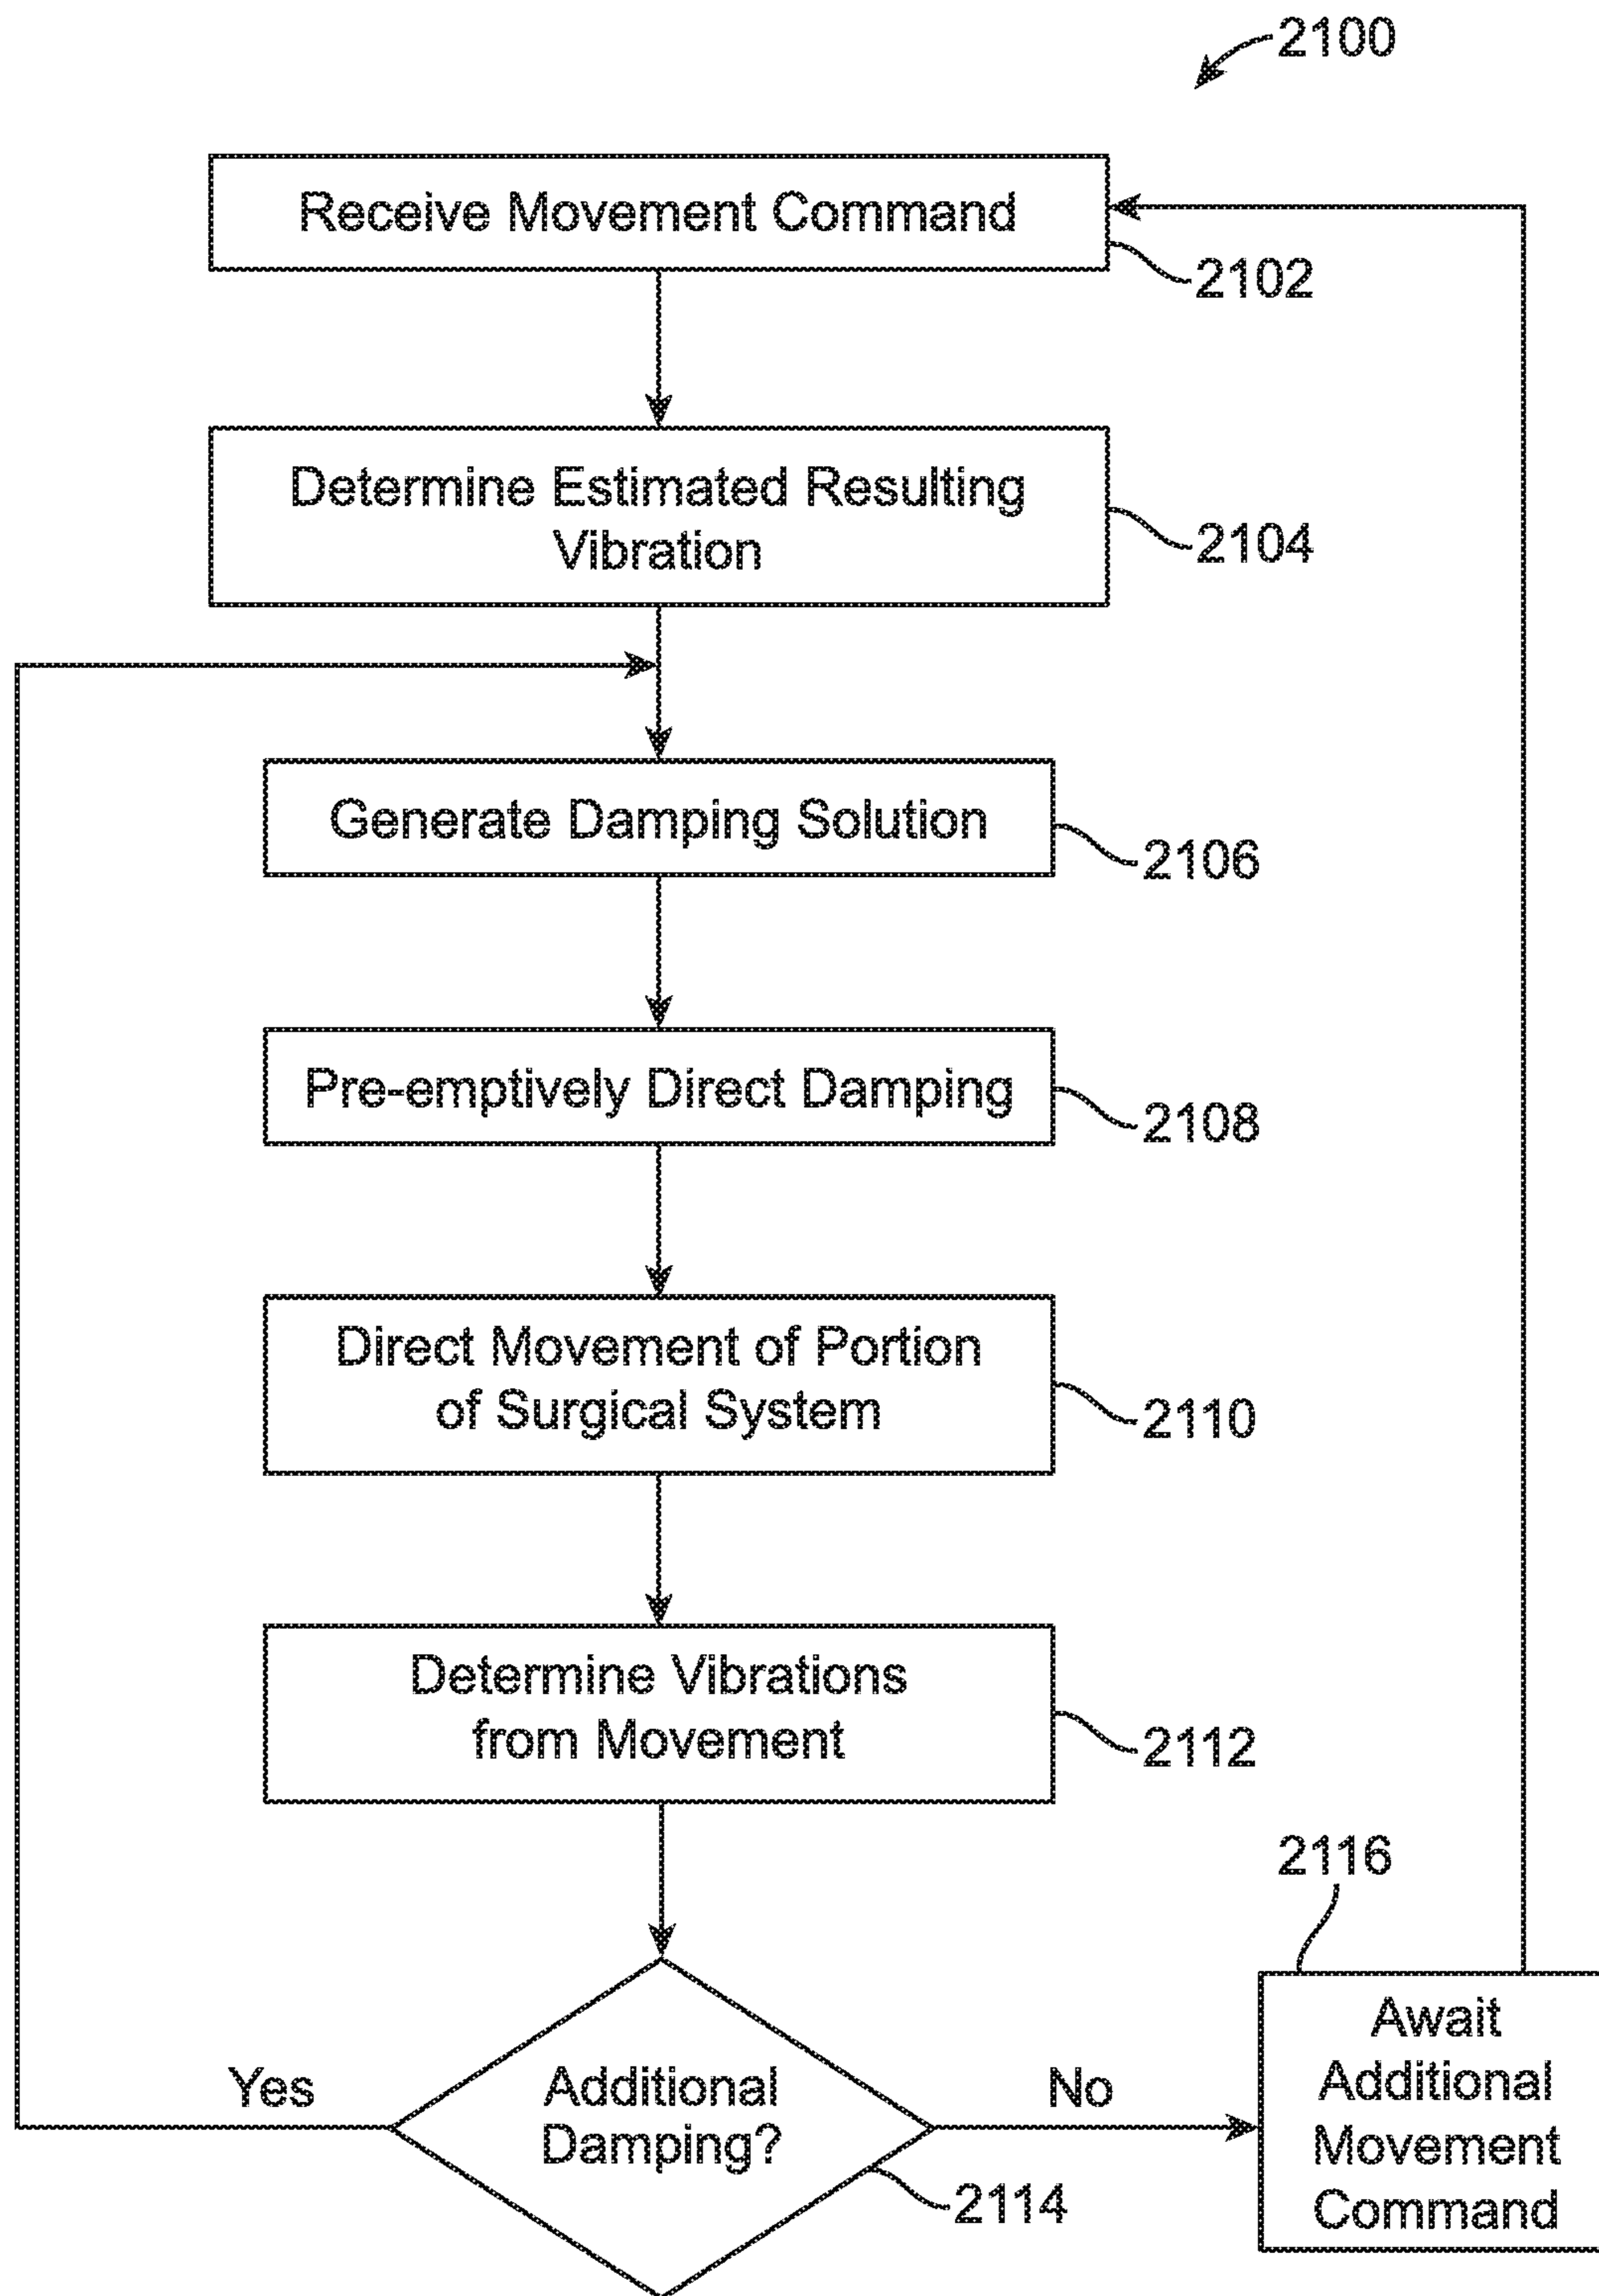 2100
Receive Movement Command
2102
Determine Estimated Resulting
Vibration
2104
Generate Damping Solution
2106
Pre-emptively Direct Damping
2108
Direct Movement of Portion
of Surgical System
2110
Determine Vibrations
from Movement
2112
2116
Yes
Additional
Damping?
No
2114
Await
Additional
Movement
Command